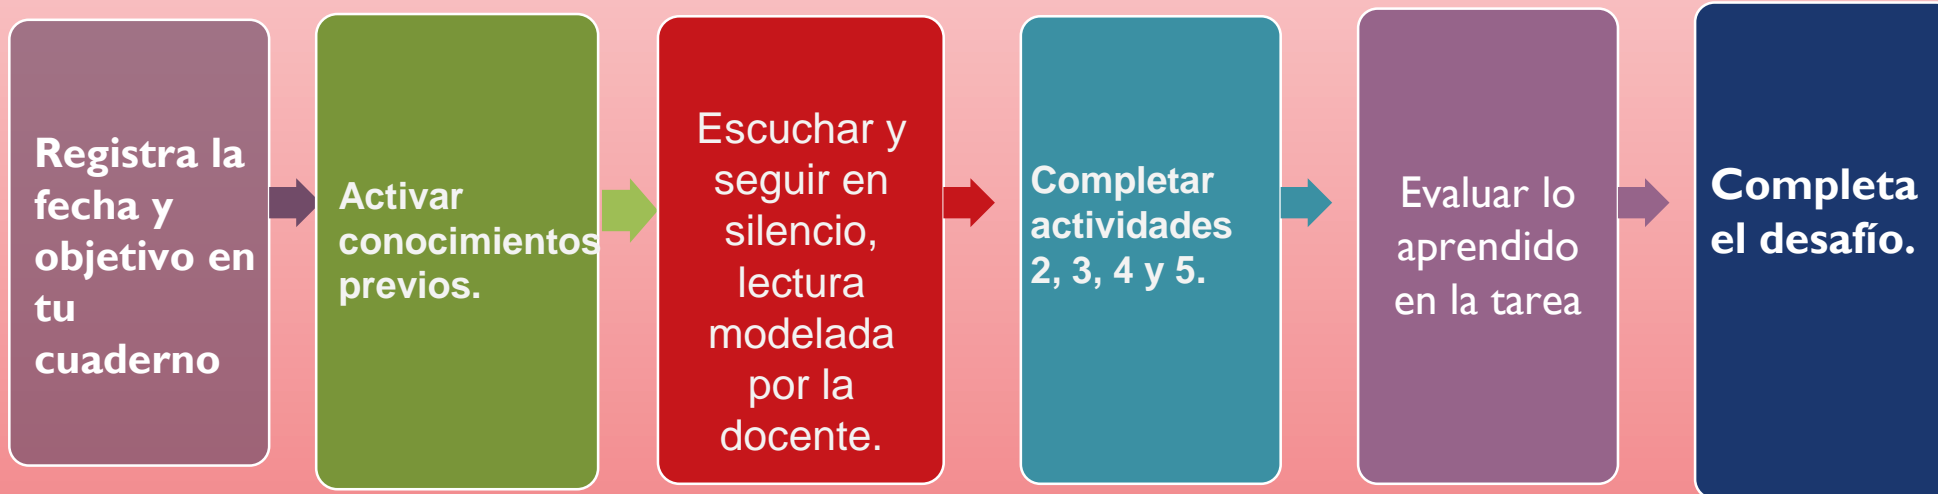 Registra la
fecha y
objetivo en
tu
cuaderno
Activar
conocimientos
previos.
Escuchar y
seguir en
silencio,
lectura
modelada
por la
docente.
Completar
actividades
2, 3, 4 y 5.
Evaluar lo
aprendido
en la tarea
Completa
el desafío.